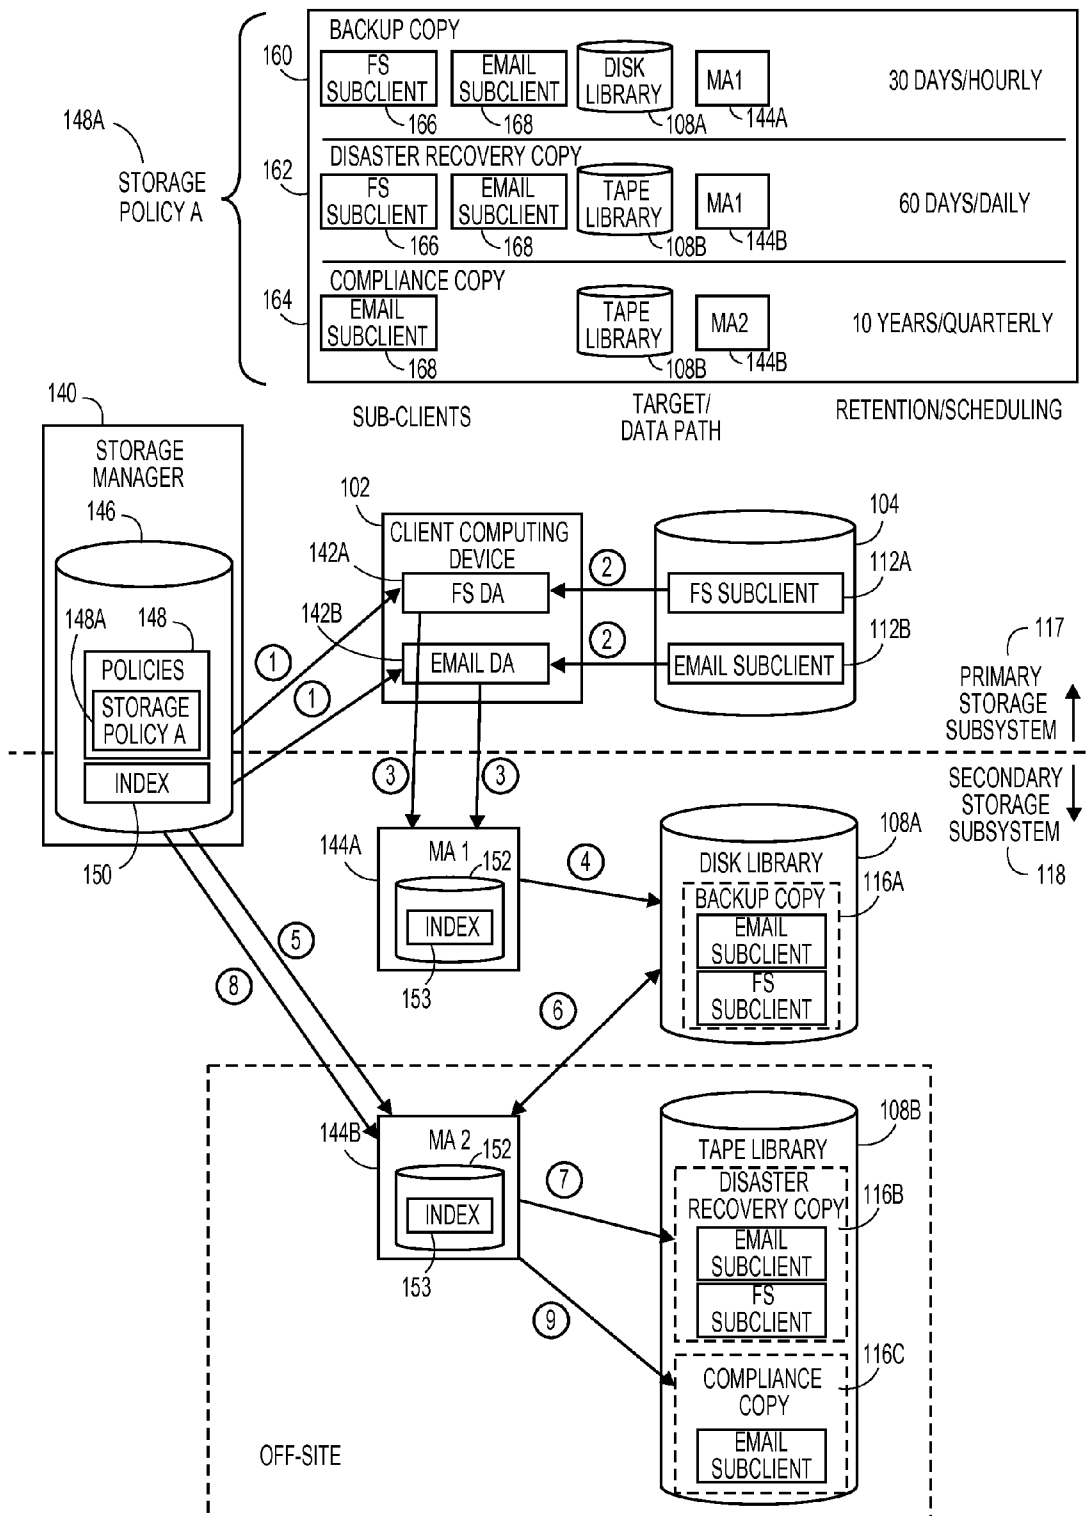 BACKUP COPY
160
FS
SUBCLIENT
166
EMAIL
SUBCLIENT
168
DISK
LIBRARY
108A
MA1
144A
30 DAYS/HOURLY
148A
STORAGE
POLICY A
DISASTER RECOVERY COPY
162
FS
SUBCLIENT
166
EMAIL
SUBCLIENT
168
TAPE
LIBRARY
108B
MA1
144B
60 DAYS/DAILY
COMPLIANCE COPY
164
EMAIL
SUBCLIENT
168
TAPE
LIBRARY
108B
MA2
144B
10 YEARS/QUARTERLY
SUB-CLIENTS
TARGET/
DATA PATH
RETENTION/SCHEDULING
140
STORAGE
MANAGER
146
148A
148
POLICIES
STORAGE
POLICY A
INDEX
150
1
1
102
CLIENT COMPUTING
DEVICE
142A
FS DA
142B
EMAIL DA
2
2
104
FS SUBCLIENT
112A
EMAIL SUBCLIENT
112B
117
PRIMARY
STORAGE
SUBSYSTEM
SECONDARY
STORAGE
SUBSYSTEM
118
3
3
144A
MA 1
152
INDEX
153
4
108A
DISK LIBRARY
116A
BACKUP COPY
EMAIL
SUBCLIENT
FS
SUBCLIENT
5
8
6
144B
MA 2
152
INDEX
153
7
9
108B
TAPE LIBRARY
DISASTER
RECOVERY COPY
116B
EMAIL
SUBCLIENT
FS
SUBCLIENT
116C
COMPLIANCE
COPY
EMAIL
SUBCLIENT
OFF-SITE